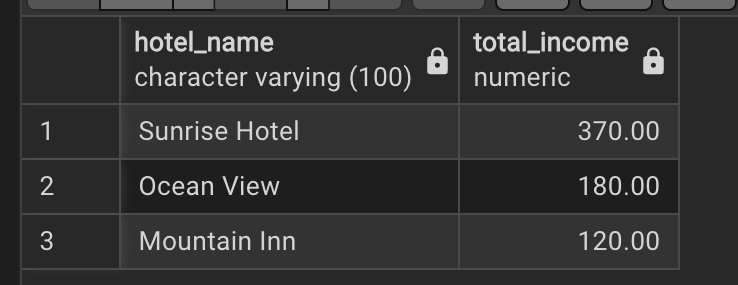 hotel_name total_income
character varying (100) numeric
1 Sunrise Hotel 370.00
2 Ocean View 180.00
3 Mountain Inn 120.00